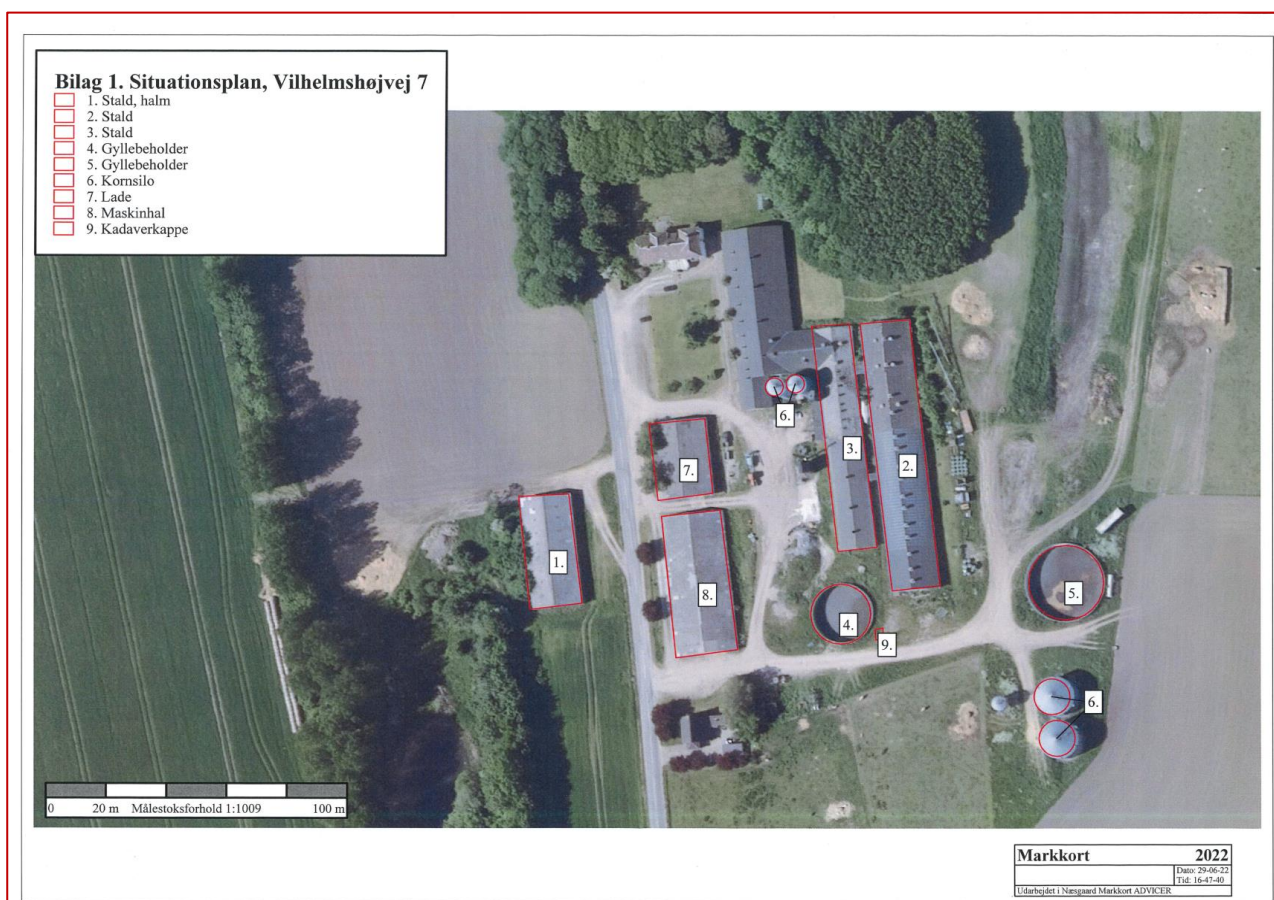 Bilag 1. Situationsplan, Vilhelmshøjvej 7
1. Stald, halm
2. Stald
3. Stald
4. Gyllebeholder
5. Gyllebeholder
6. Kornsilo
7. Lade
8. Maskinhal
9. Kadaverkappe
6.
3.
2.
7.
1.
8.
4.
5.
9.
6.
0 20 m Målestoksforhold 1:1009 100 m
Markkort 2022
Dato: 29-06-22
Tid: 16-47-40
Udarbejdet i Næsgaard Markkort ADVICER